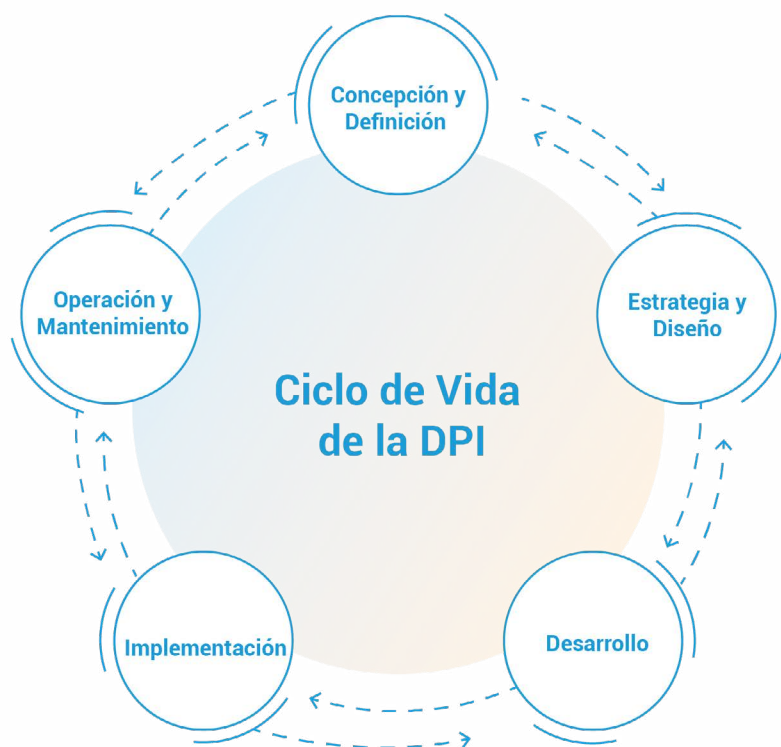 Concepción y
Definición
Estrategia y
Diseño
Desarrollo
Implementación
Operación y
Mantenimiento
Ciclo de Vida
de la DPI